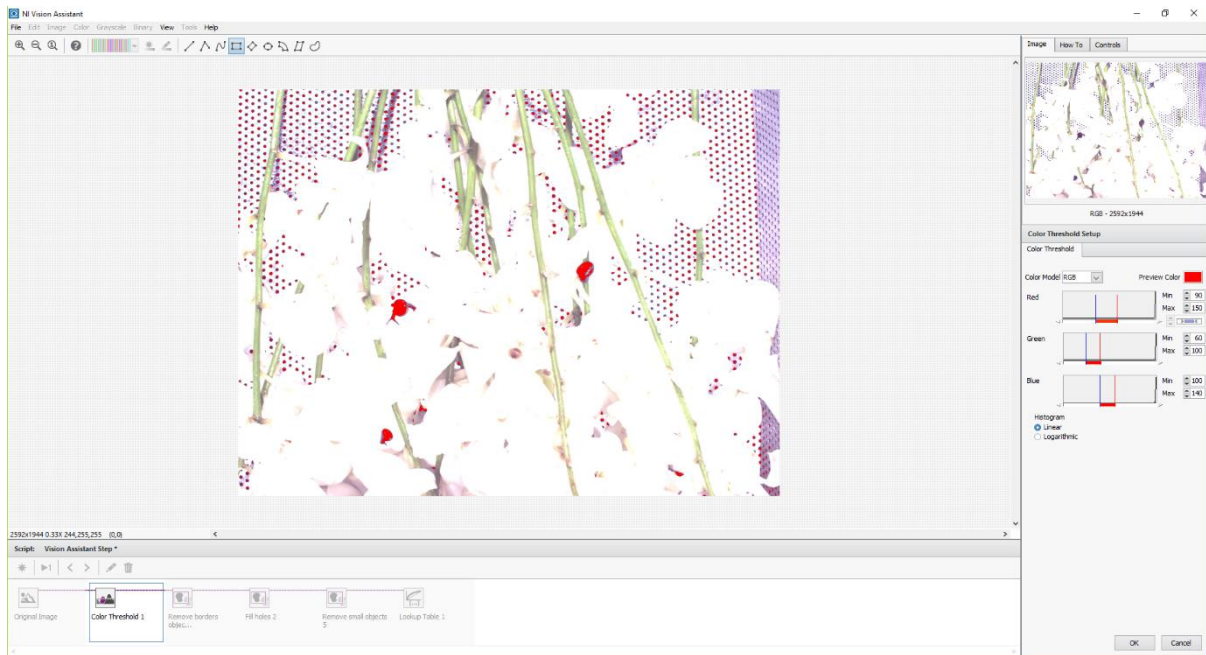 NI Vision Assistant
File Edit Image Color Grayscale Binary View Tools Help
Image How To Controls
RGB - 2592x1944
Color Threshold Setup
Color Threshold
Color Model RGB Preview Color
Red Min 90
Max 150
Green Min 60
Max 100
Blue Min 100
Max 140
Histogram
Linear
Logarithmic
2592x1944 0.33X 244,255,255 (0,0)
Script: Vision Assistant Step *
Original Image Color Threshold 1 Remove borders objec... Fill holes 2 Remove small objects 5 Lookup Table 1
OK Cancel